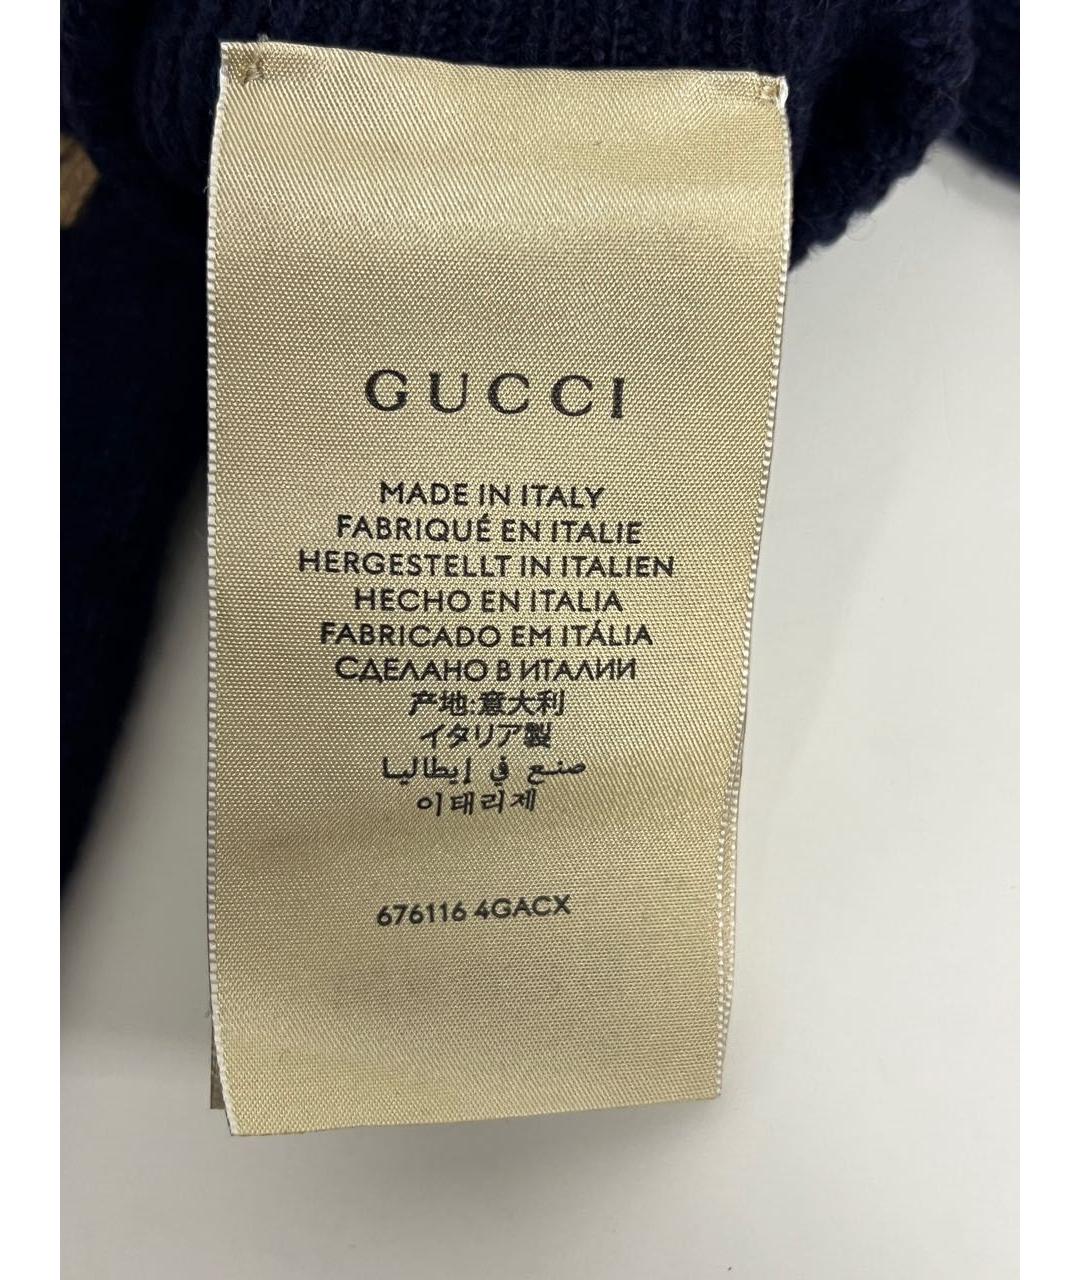 GUCCI
MADE IN ITALY
FABRIQUÉ EN ITALIE
HERGESTELLT IN ITALIEN
HECHO EN ITALIA
FABRICADO EM ITÁLIA
СДЕЛАНО В ИТАЛИИ
产地:意大利
イタリア製
صنع في إيطاليا
이태리제
676116 4GACX